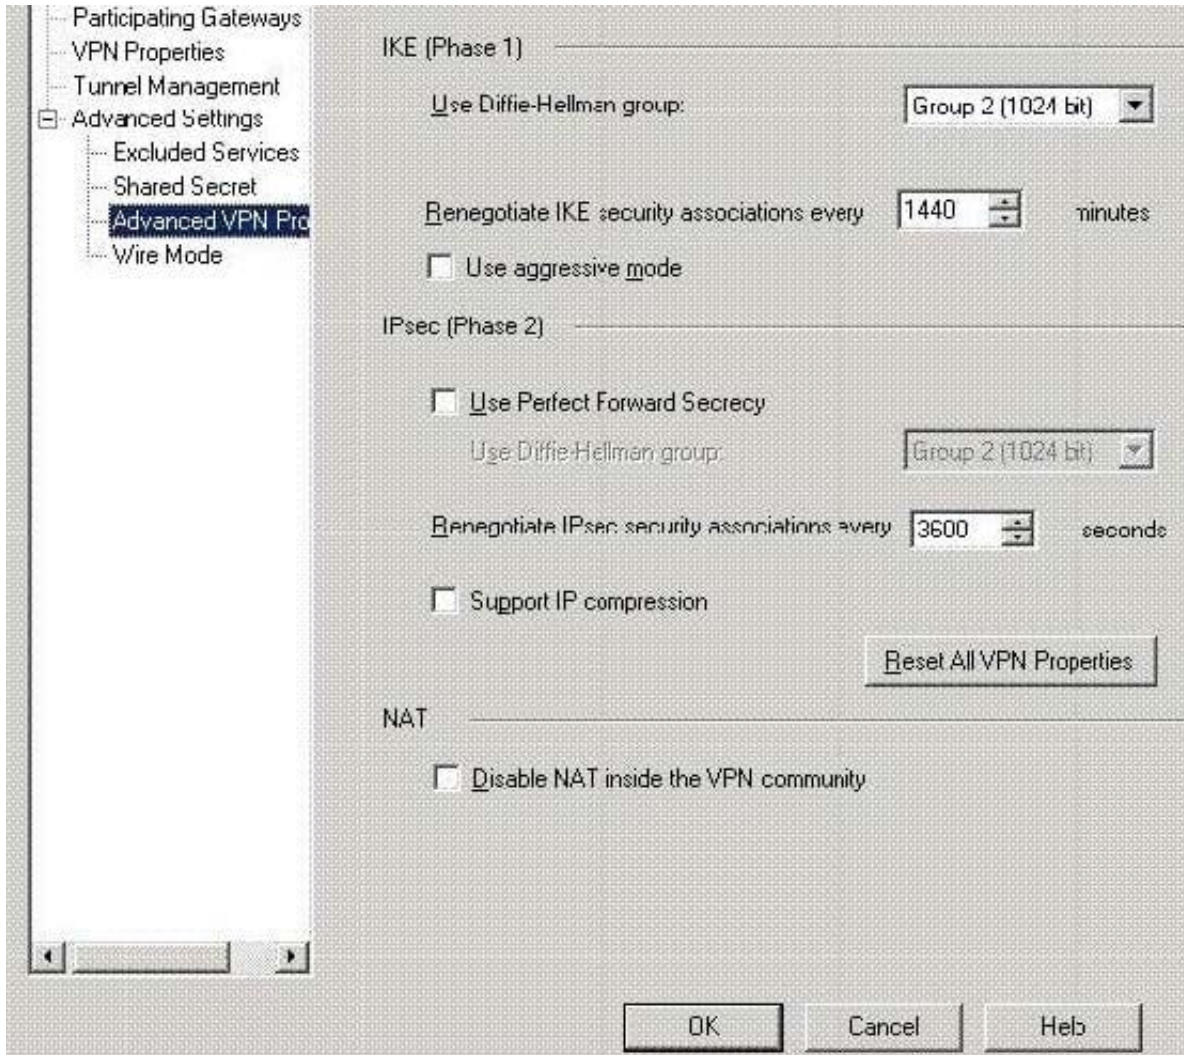 Participating Gateways
VPN Properties
Tunnel Management
Advanced Settings
Excluded Services
Shared Secret
Advanced VPN Pro
Wire Mode
IKE (Phase 1)
Use Diffie-Hellman group:
Group 2 (1024 bit)
Renegotiate IKE security associations every
1440
minutes
Use aggressive mode
IPsec (Phase 2)
Use Perfect Forward Secrecy
Use Diffie-Hellman group:
Group 2 (1024 bit)
Renegotiate IPsec security associations every
3600
seconds
Support IP compression
Reset All VPN Properties
NAT
Disable NAT inside the VPN community
OK
Cancel
Help